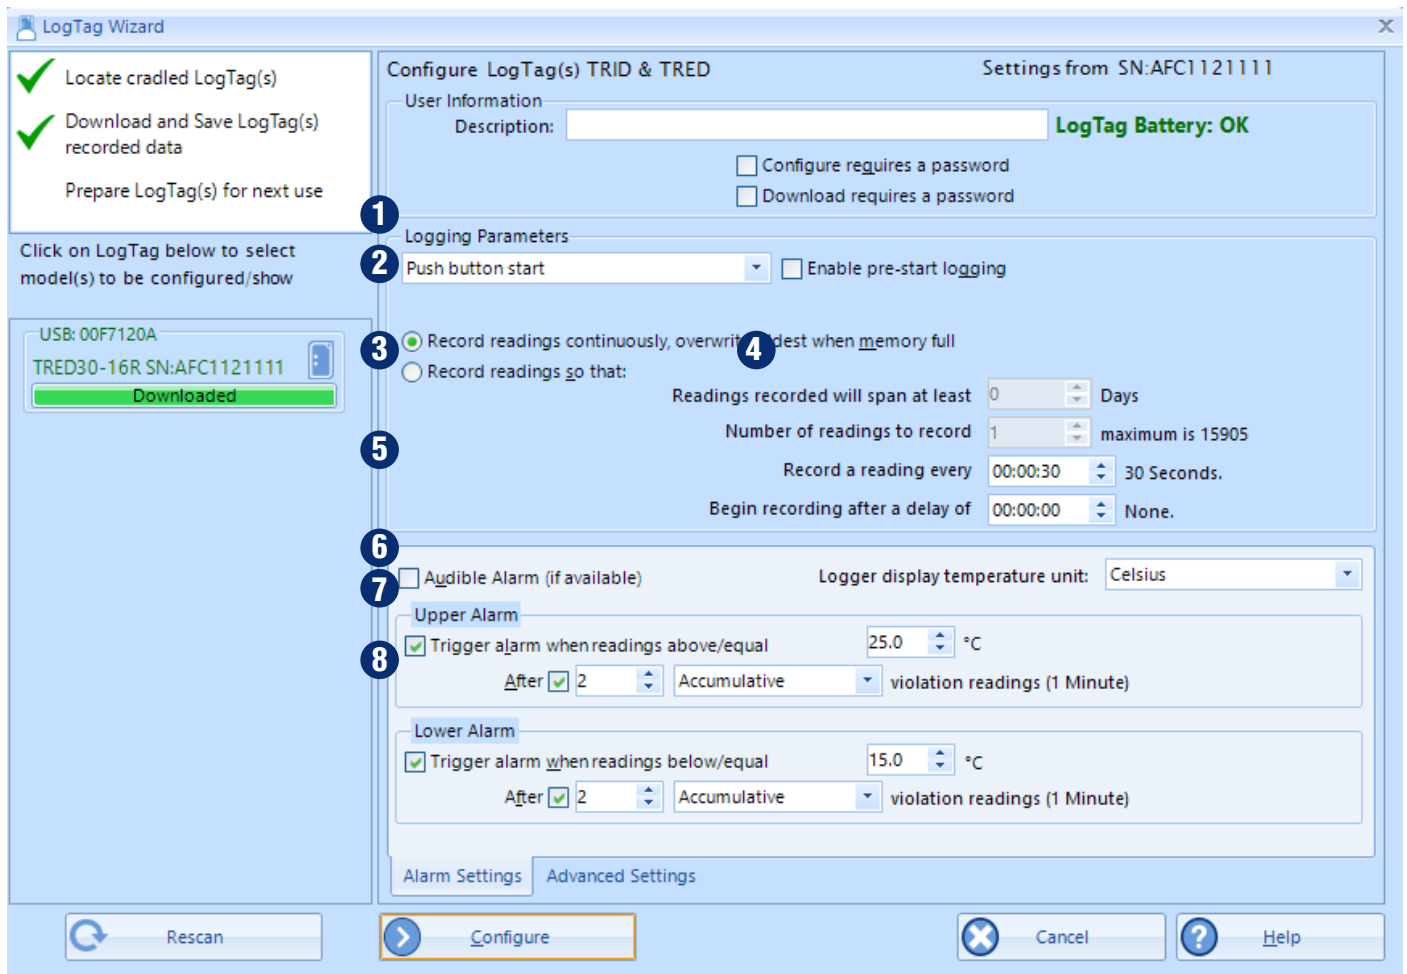 LogTag Wizard
X
Locate cradled LogTag(s)
Download and Save LogTag(s)
recorded data
Prepare LogTag(s) for next use
Click on LogTag below to select
model(s) to be configured/show
USB: 00F7120A
TRED30-16R SN:AFC1121111
Downloaded
Configure LogTag(s) TRID & TRED Settings from SN:AFC1121111
User Information
Description: LogTag Battery: OK
Configure requires a password
Download requires a password
1
Logging Parameters
2 Push button start Enable pre-start logging
3 Record readings continuously, 4 when memory full
Record readings so that:
Readings recorded will span at least 0 Days
Number of readings to record 1 maximum is 15905
5
Record a reading every 00:00:30 30 Seconds.
Begin recording after a delay of 00:00:00 None.
6
7 Audible Alarm (if available) Logger display temperature unit: Celsius
Upper Alarm
8 Trigger alarm when readings above/equal 25.0 °C
After 2 Accumulative violation readings (1 Minute)
Lower Alarm
Trigger alarm when readings below/equal 15.0 °C
After 2 Accumulative violation readings (1 Minute)
Alarm Settings Advanced Settings
Rescan Configure Cancel ? Help